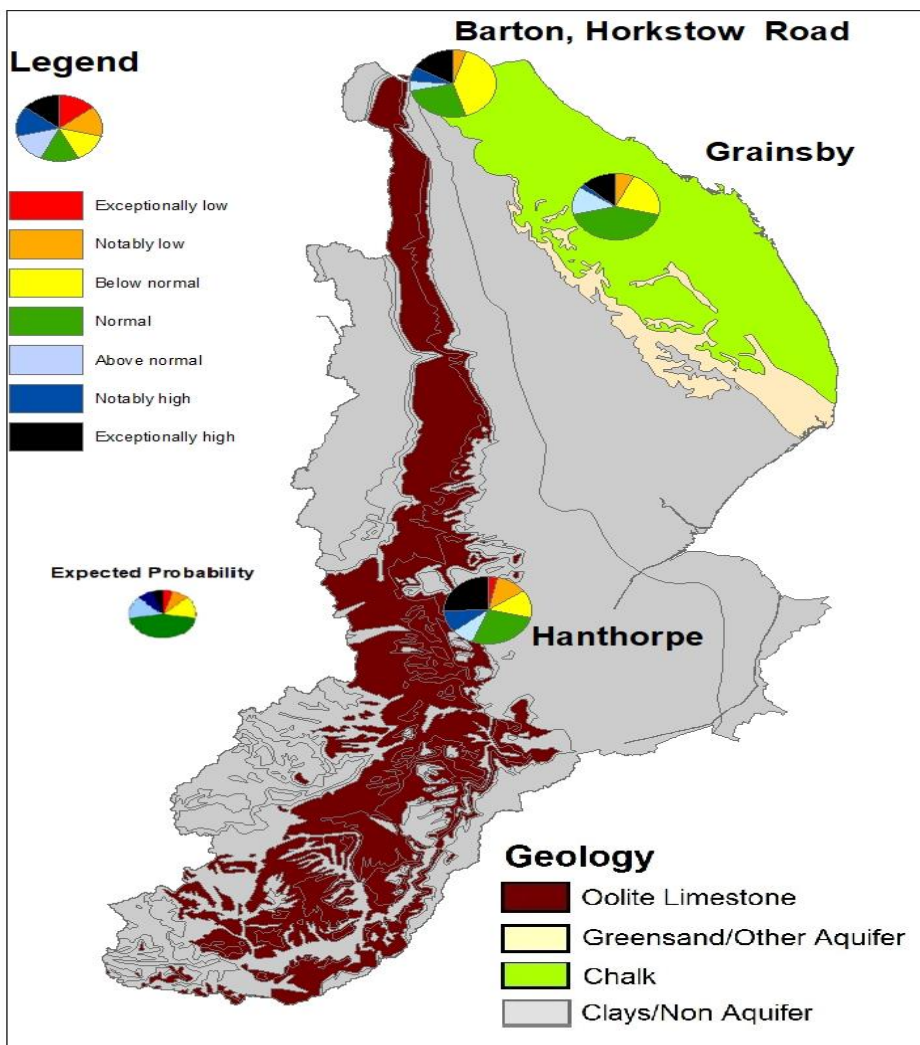 Barton, Horkstow Road
Legend
Grainsby
Exceptionally low
Notably low
Below normal
Normal
Above normal
Notably high
Exceptionally high
Expected Probability
Hanthorpe
Geology
Oolite Limestone
Greensand/Other Aquifer
Chalk
Clays/Non Aquifer